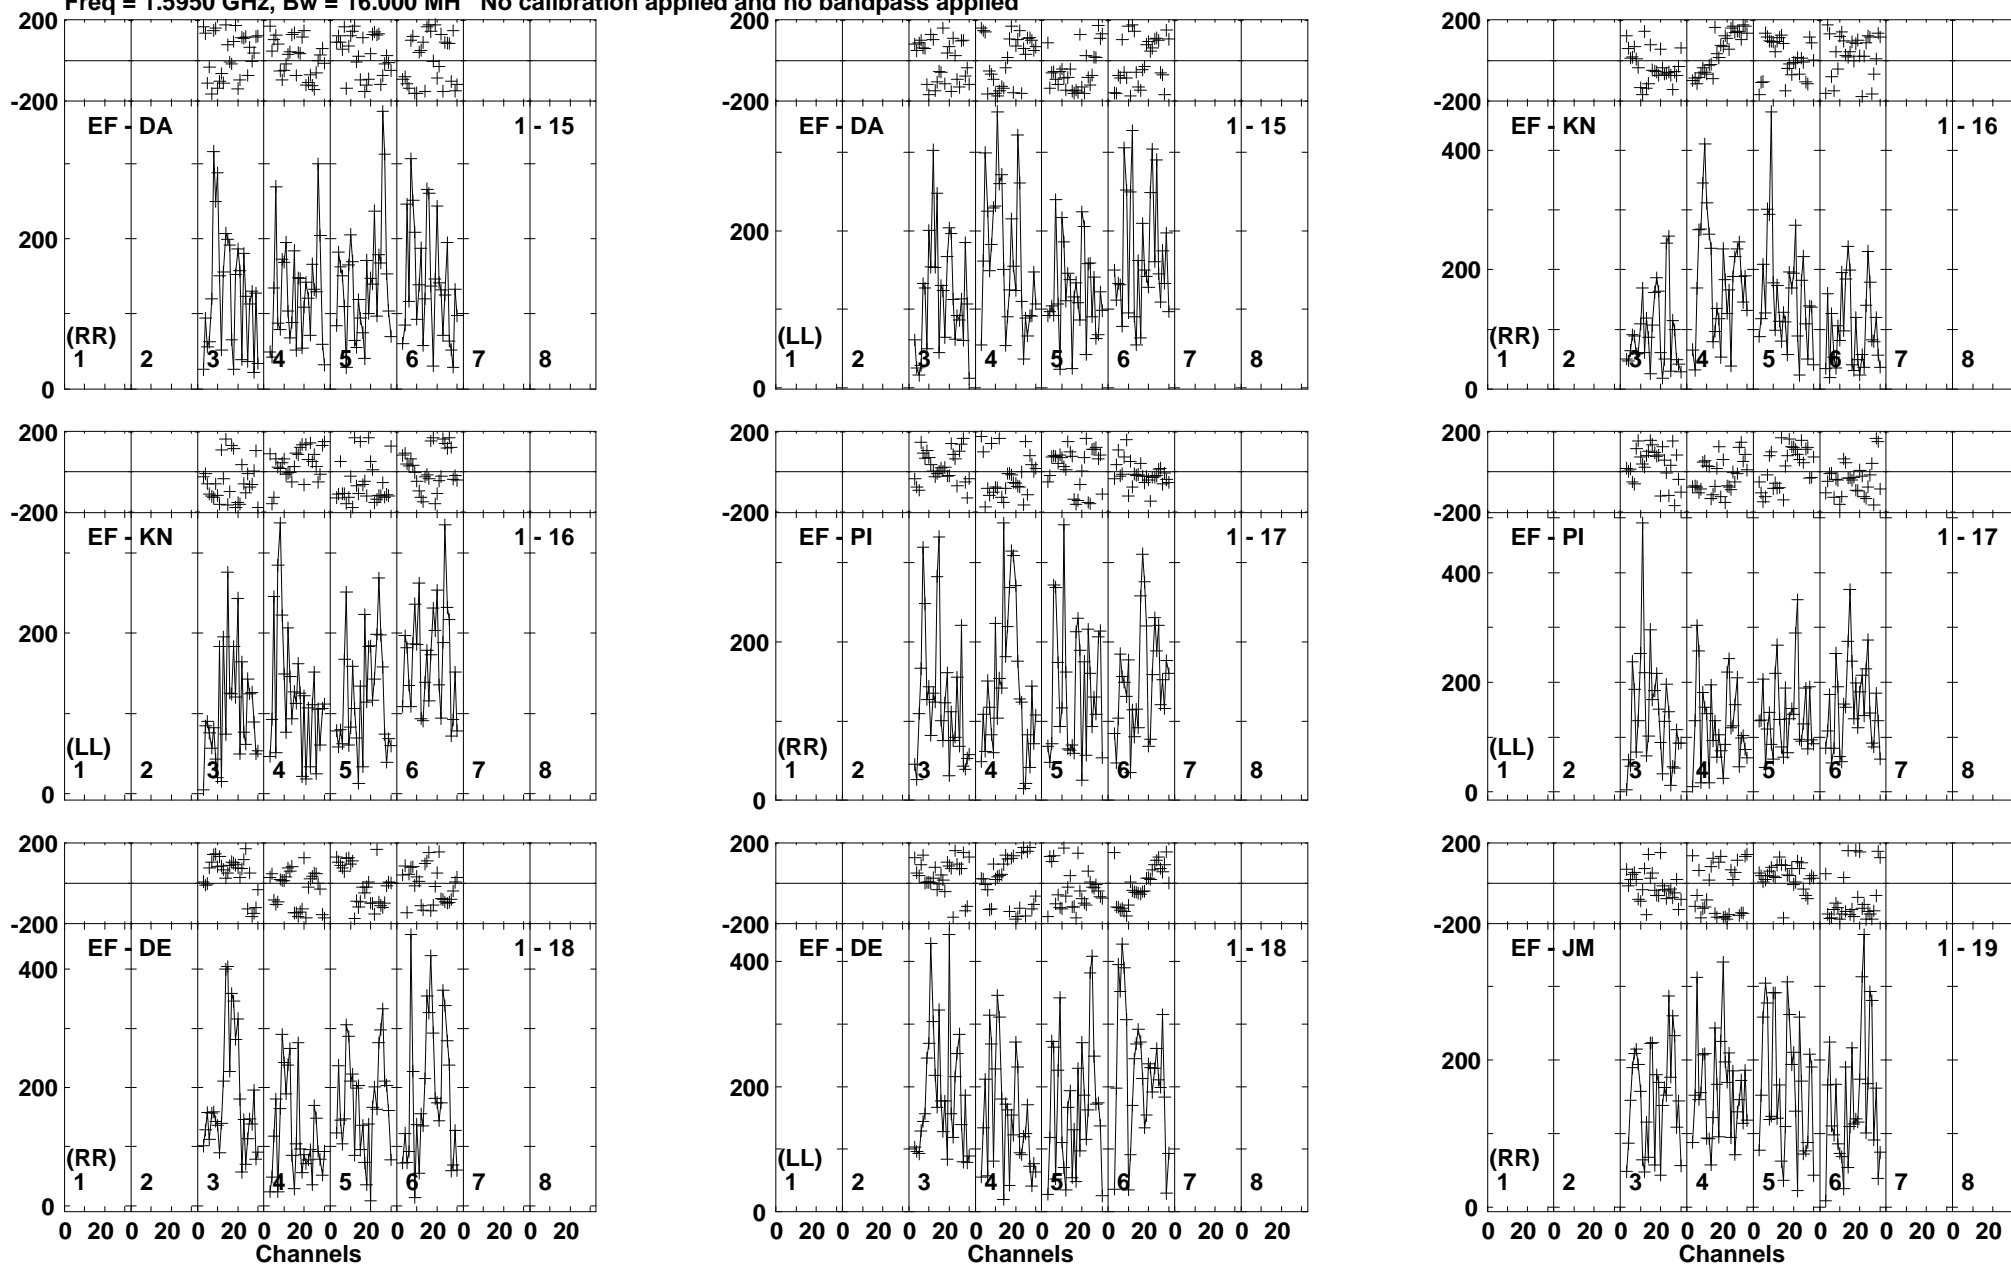 Freq = 1.5950 GHz, Bw = 16.000 MH No calibration applied and no bandpass applied
200 200 200
-200 -200 -200
EF - DA 1 - 15 EF - DA 1 - 15 EF - KN 1 - 16
400
200 200 200
(RR) (LL) (RR)
1 2 3 4 5 6 7 8 1 2 3 4 5 6 7 8 1 2 3 4 5 6 7 8
0 0 0
200 200 200
-200 -200 -200
EF - KN 1 - 16 EF - PI 1 - 17 EF - PI 1 - 17
400
200 200 200
(LL) (RR) (LL)
1 2 3 4 5 6 7 8 1 2 3 4 5 6 7 8 1 2 3 4 5 6 7 8
0 0 0
200 200 200
-200 -200 -200
EF - DE 1 - 18 EF - DE 1 - 18 EF - JM 1 - 19
400 400
200 200 200
(RR) (LL) (RR)
1 2 3 4 5 6 7 8 1 2 3 4 5 6 7 8 1 2 3 4 5 6 7 8
0 0 0
0 20 0 20 0 20 0 20 0 20 0 20 0 20 0 20 0 20 0 20 0 20 0 20 0 20 0 20 0 20 0 20 0 20 0 20 0 20 0 20 0 20 0 20 0 20 0 20
Channels Channels Channels